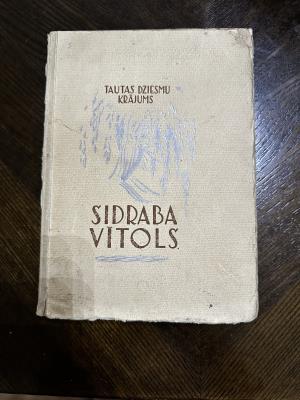 TAUTAS DZIESMU
KRĀJUMS
SIDRABA
VĪTOLS